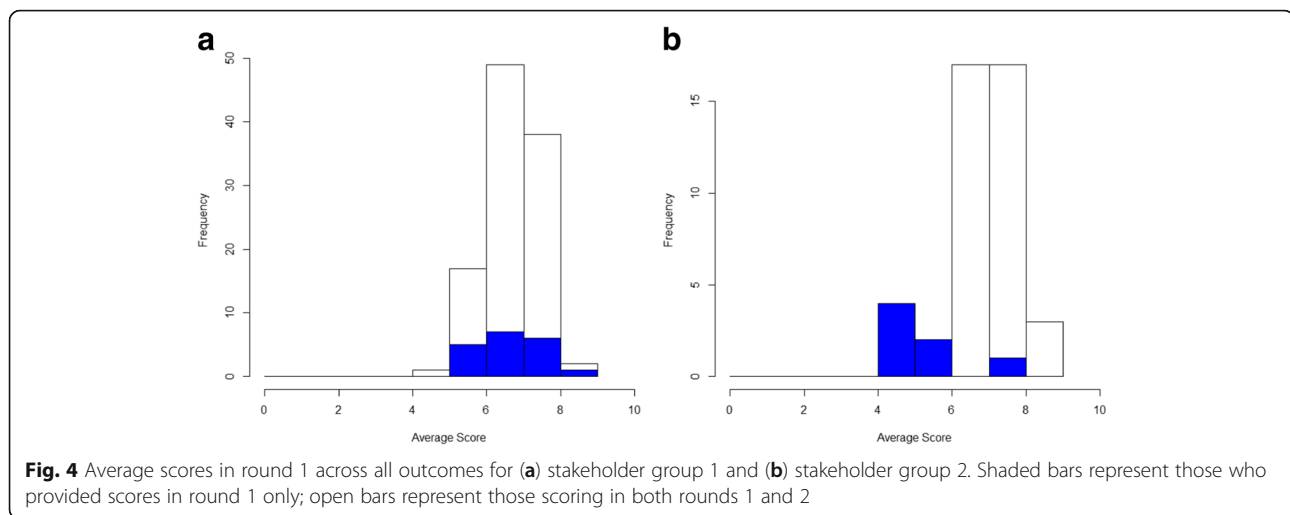 a
b
50
40
30
20
10
0
Frequency
0 2 4 6 8 10
Average Score
15
10
5
0
Frequency
0 2 4 6 8 10
Average Score
Fig. 4 Average scores in round 1 across all outcomes for (a) stakeholder group 1 and (b) stakeholder group 2. Shaded bars represent those who
provided scores in round 1 only; open bars represent those scoring in both rounds 1 and 2